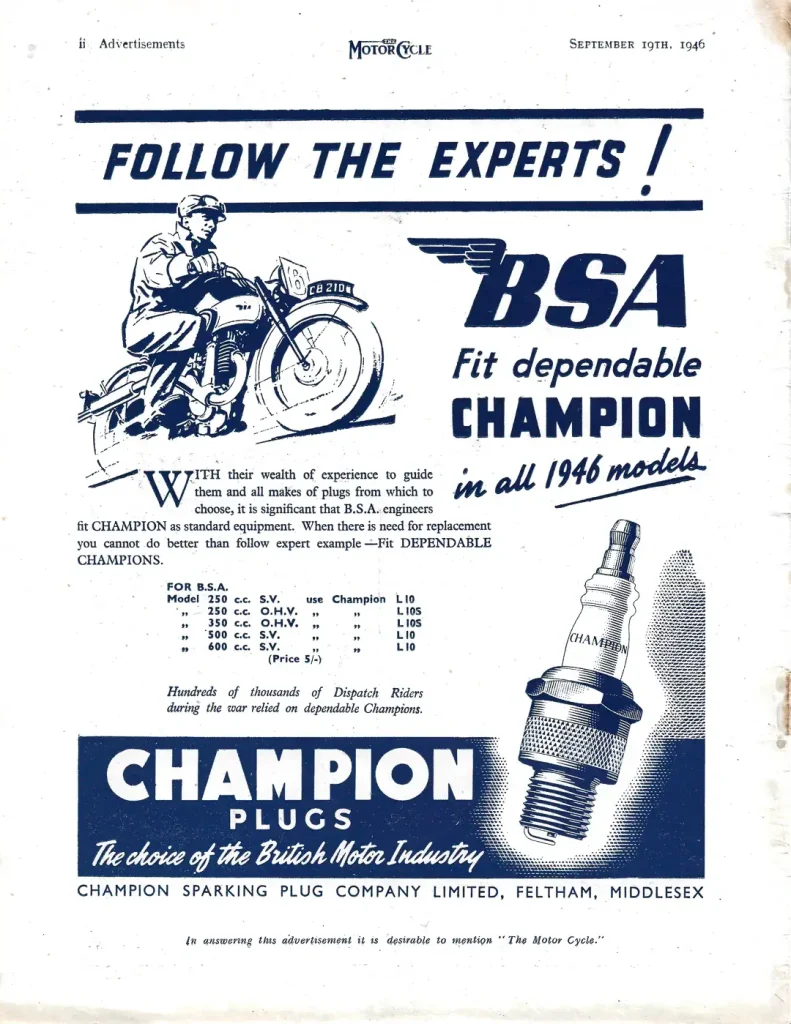 ii Advertisements
THE MOTOR CYCLE
SEPTEMBER 19TH, 1946
FOLLOW THE EXPERTS!
8
CB 210
BSA
Fit dependable
CHAMPION
in all 1946 models
WITH their wealth of experience to guide
them and all makes of plugs from which to
choose, it is significant that B.S.A. engineers
fit CHAMPION as standard equipment. When there is need for replacement
you cannot do better than follow expert example—Fit DEPENDABLE
CHAMPIONS.
FOR B.S.A.
Model 250 c.c. S.V. use Champion L10
„ 250 c.c. O.H.V. „ „ L10S
„ 350 c.c. O.H.V. „ „ L10S
„ 500 c.c. S.V. „ „ L10
„ 600 c.c. S.V. „ „ L10
(Price 5/-)
Hundreds of thousands of Dispatch Riders
during the war relied on dependable Champions.
CHAMPION
CHAMPION
PLUGS
The choice of the British Motor Industry
CHAMPION SPARKING PLUG COMPANY LIMITED, FELTHAM, MIDDLESEX
In answering this advertisement it is desirable to mention "The Motor Cycle."